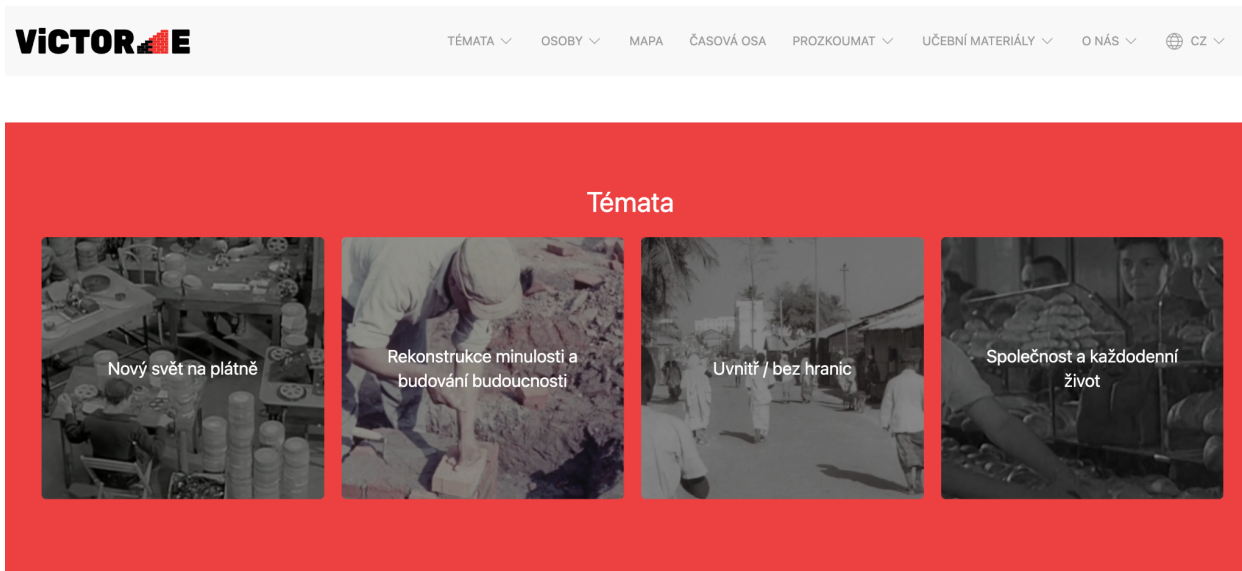 ViCTOR E
TÉMATA OSOBY MAPA ČASOVÁ OSA PROZKOUMAT UČEBNÍ MATERIÁLY O NÁS CZ
Témata
Nový svět na plátně
Rekonstrukce minulosti a
budování budoucnosti
Uvnitř / bez hranic
Společnost a každodenní
život